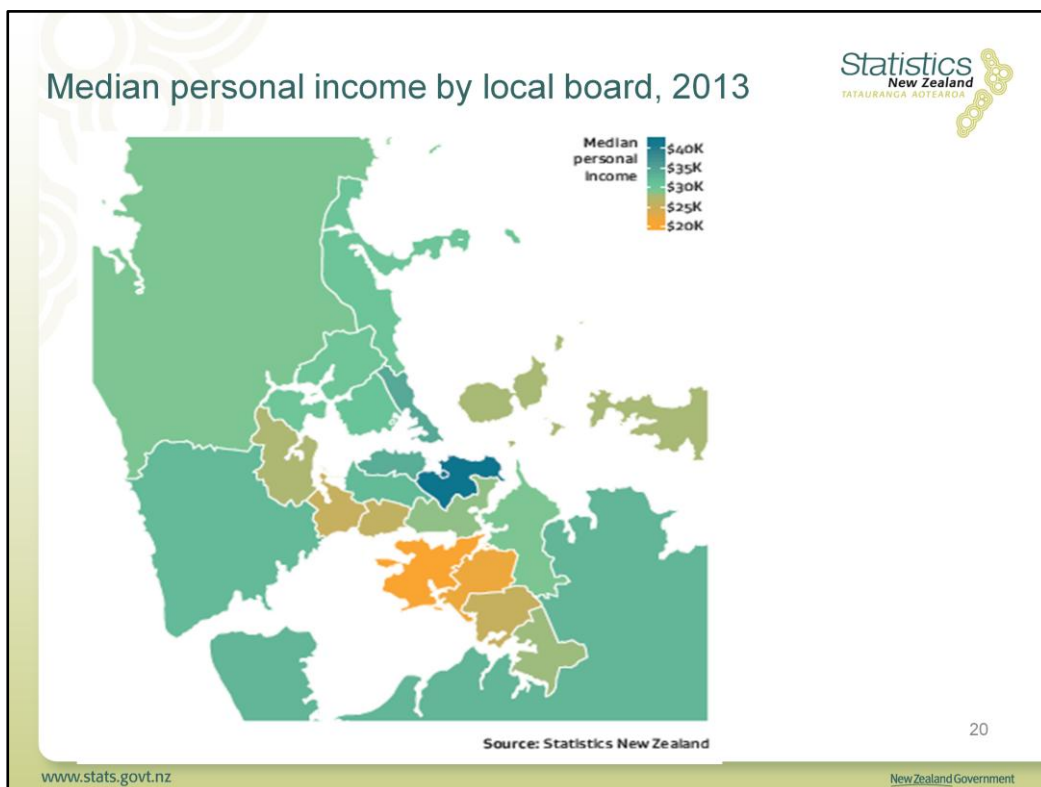 Median personal income by local board, 2013
Statistics
New Zealand
TATAURANGA AOTEAROA
Median
personal
Income
$40K
$35K
$30K
$25K
$20K
Source: Statistics New Zealand
20
www.stats.govt.nz
New Zealand Government